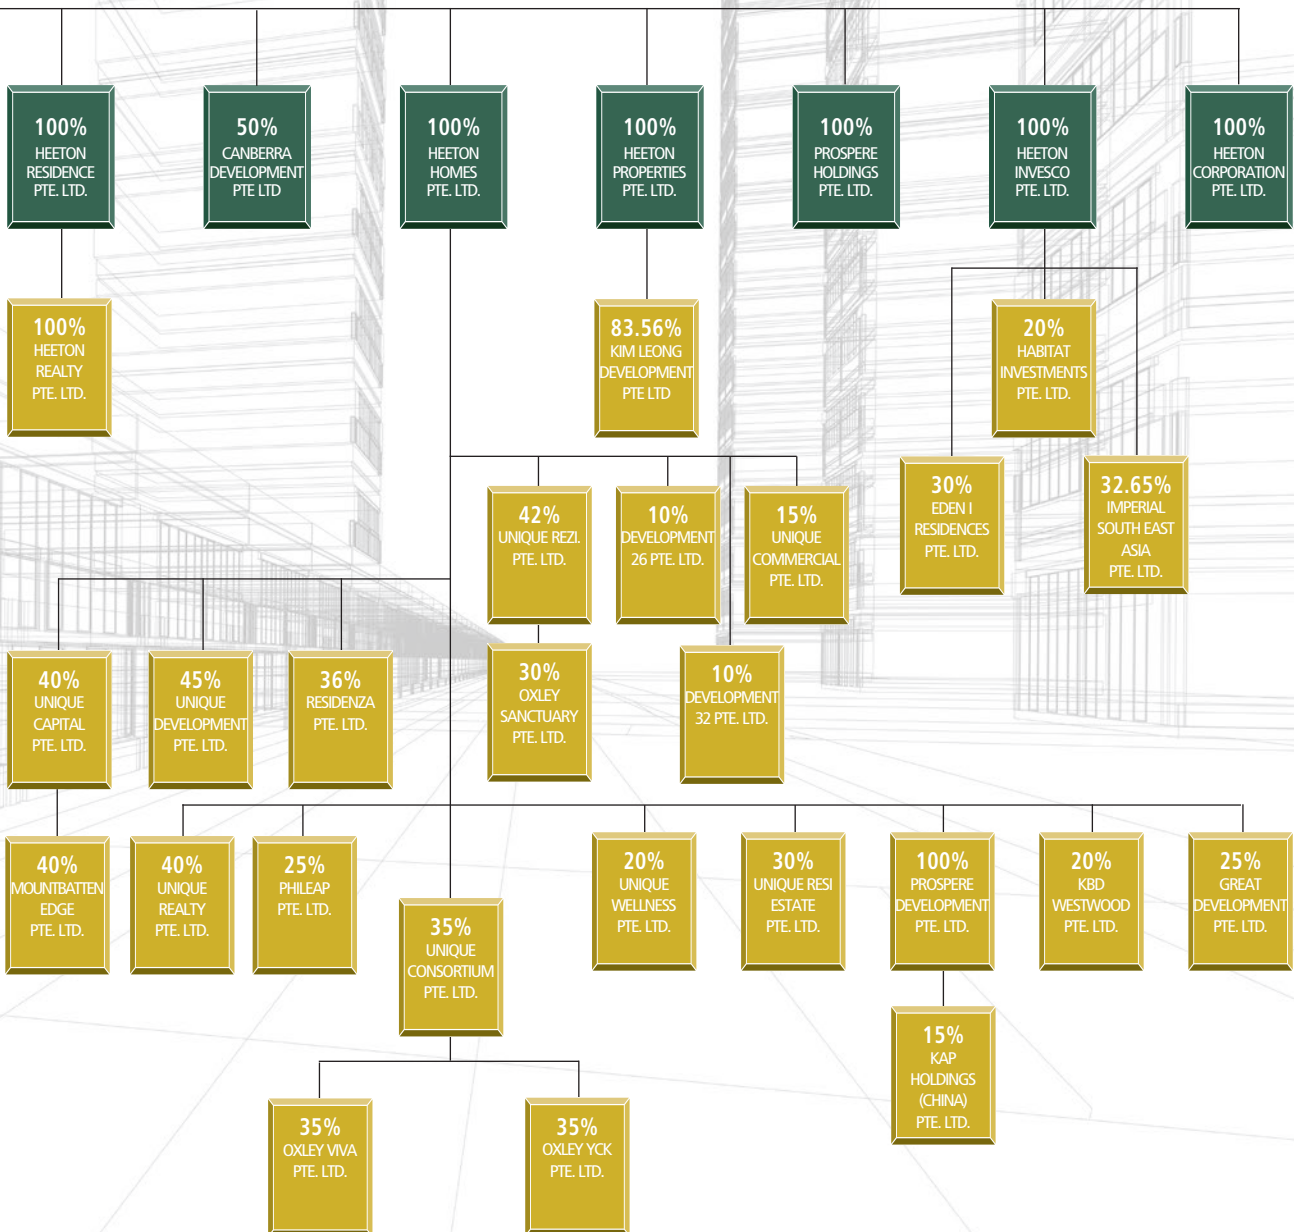 100%
HEETON
RESIDENCE
PTE. LTD.
50%
CANBERRA
DEVELOPMENT
PTE LTD
100%
HEETON
HOMES
PTE. LTD.
100%
HEETON
PROPERTIES
PTE. LTD.
100%
PROSPERE
HOLDINGS
PTE. LTD.
100%
HEETON
INVESCO
PTE. LTD.
100%
HEETON
CORPORATION
PTE. LTD.
100%
HEETON
REALTY
PTE. LTD.
83.56%
KIM LEONG
DEVELOPMENT
PTE LTD
20%
HABITAT
INVESTMENTS
PTE. LTD.
30%
EDEN I
RESIDENCES
PTE. LTD.
32.65%
IMPERIAL
SOUTH EAST
ASIA
PTE. LTD.
42%
UNIQUE REZI.
PTE. LTD.
10%
DEVELOPMENT
26 PTE. LTD.
15%
UNIQUE
COMMERCIAL
PTE. LTD.
40%
UNIQUE
CAPITAL
PTE. LTD.
45%
UNIQUE
DEVELOPMENT
PTE. LTD.
36%
RESIDENZA
PTE. LTD.
30%
OXLEY
SANCTUARY
PTE. LTD.
10%
DEVELOPMENT
32 PTE. LTD.
40%
MOUNTBATTEN
EDGE
PTE. LTD.
40%
UNIQUE
REALTY
PTE. LTD.
25%
PHILEAP
PTE. LTD.
35%
UNIQUE
CONSORTIUM
PTE. LTD.
20%
UNIQUE
WELLNESS
PTE. LTD.
30%
UNIQUE RESI
ESTATE
PTE. LTD.
100%
PROSPERE
DEVELOPMENT
PTE. LTD.
20%
KBD
WESTWOOD
PTE. LTD.
25%
GREAT
DEVELOPMENT
PTE. LTD.
15%
KAP
HOLDINGS
(CHINA)
PTE. LTD.
35%
OXLEY VIVA
PTE. LTD.
35%
OXLEY YCK
PTE. LTD.